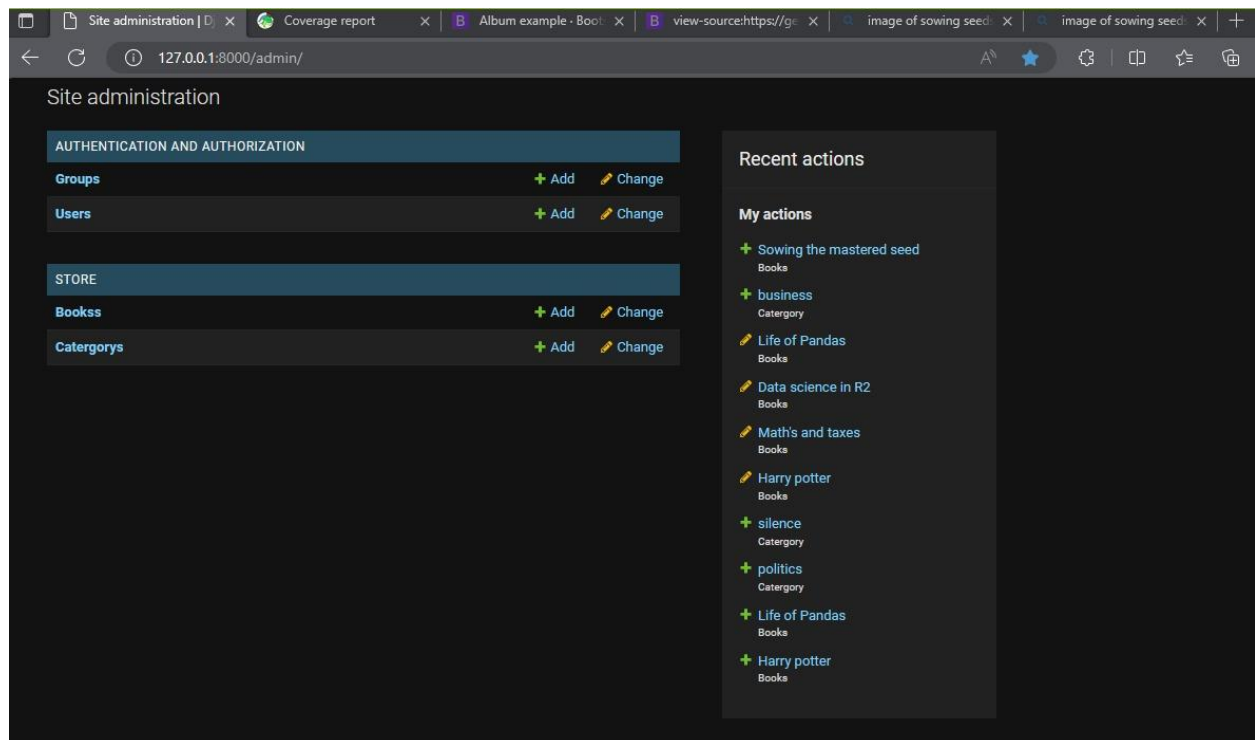 Site administration | Dj
Coverage report
Album example · Boot
view-source:https://ge
image of sowing seed
image of sowing seed
127.0.0.1:8000/admin/
Site administration
AUTHENTICATION AND AUTHORIZATION
Groups + Add Change
Users + Add Change
STORE
Bookss + Add Change
Catergorys + Add Change
Recent actions
My actions
+ Sowing the mastered seed
Books
+ business
Catergory
Life of Pandas
Books
Data science in R2
Books
Math's and taxes
Books
Harry potter
Books
+ silence
Catergory
+ politics
Catergory
+ Life of Pandas
Books
+ Harry potter
Books